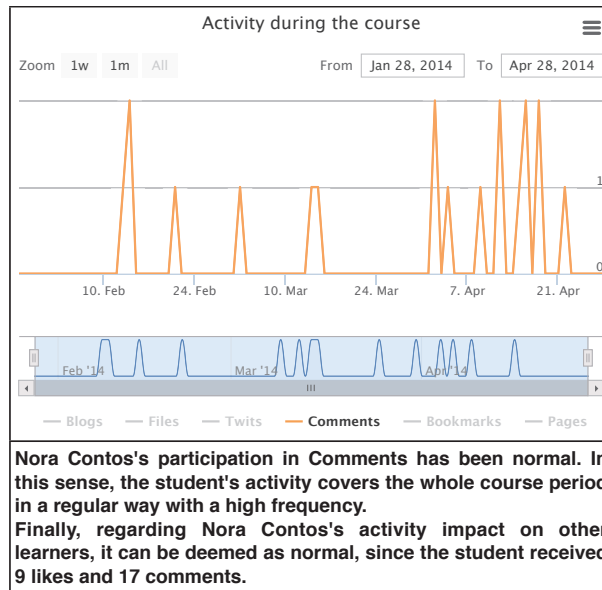 Activity during the course
Zoom 1w 1m All From Jan 28, 2014 To Apr 28, 2014
1
0
10. Feb 24. Feb 10. Mar 24. Mar 7. Apr 21. Apr
Feb '14 Mar '14 Apr '14
Blogs Files Twits Comments Bookmarks Pages
Nora Contos's participation in Comments has been normal. In
this sense, the student's activity covers the whole course period
in a regular way with a high frequency.
Finally, regarding Nora Contos's activity impact on other
learners, it can be deemed as normal, since the student received
9 likes and 17 comments.